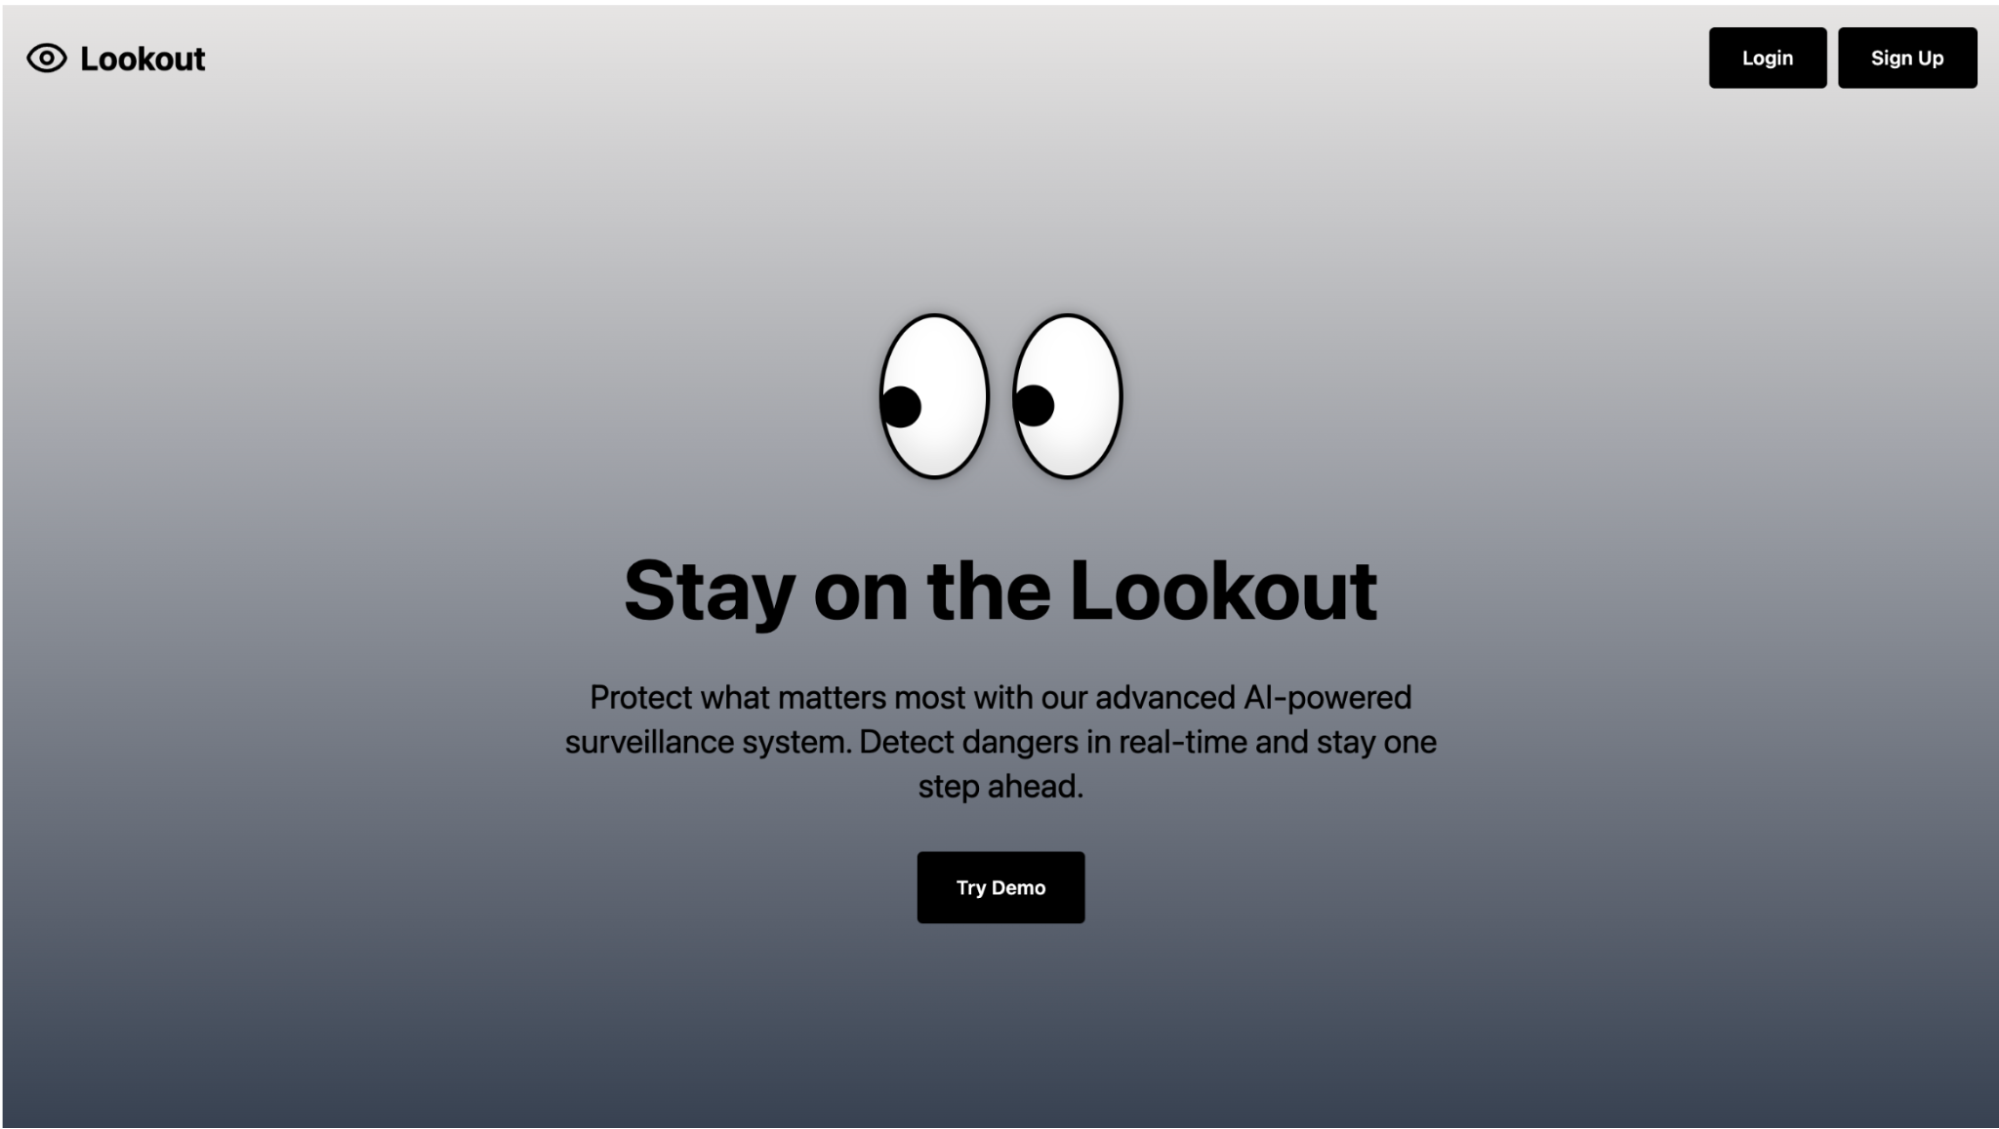 Lookout
Login
Sign Up
Stay on the Lookout
Protect what matters most with our advanced AI-powered
surveillance system. Detect dangers in real-time and stay one
step ahead.
Try Demo